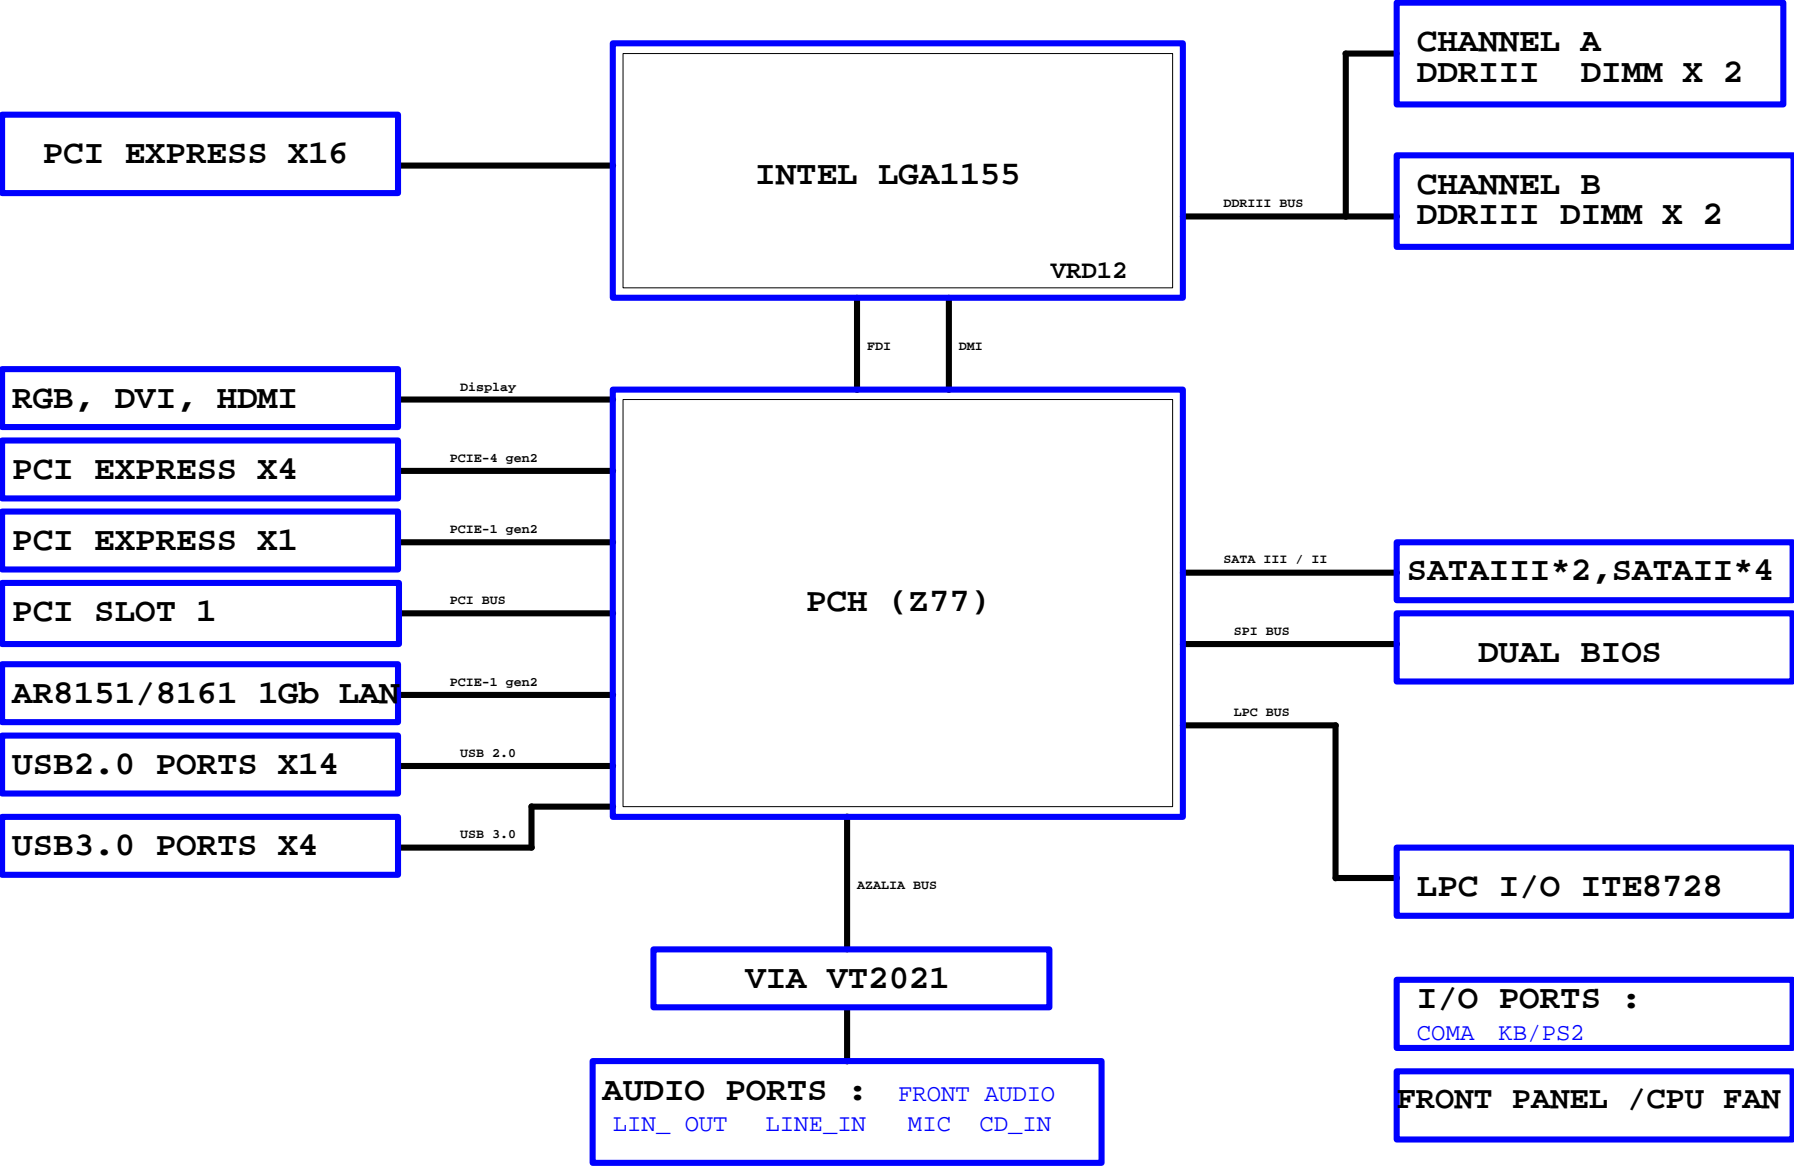 CHANNEL A
DDRIII DIMM X 2
PCI EXPRESS X16
INTEL LGA1155
CHANNEL B
DDRIII DIMM X 2
DDRIII BUS
VRD12
FDI
DMI
RGB, DVI, HDMI
Display
PCI EXPRESS X4
PCIE-4 gen2
PCI EXPRESS X1
PCIE-1 gen2
PCI SLOT 1
PCI BUS
AR8151/8161 1Gb LAN
PCIE-1 gen2
USB2.0 PORTS X14
USB 2.0
USB3.0 PORTS X4
USB 3.0
PCH (Z77)
SATA III / II
SATAIII*2,SATAII*4
SPI BUS
DUAL BIOS
LPC BUS
LPC I/O ITE8728
AZALIA BUS
VIA VT2021
I/O PORTS :
COMA KB/PS2
AUDIO PORTS : FRONT AUDIO
LIN_ OUT LINE_IN MIC CD_IN
FRONT PANEL /CPU FAN